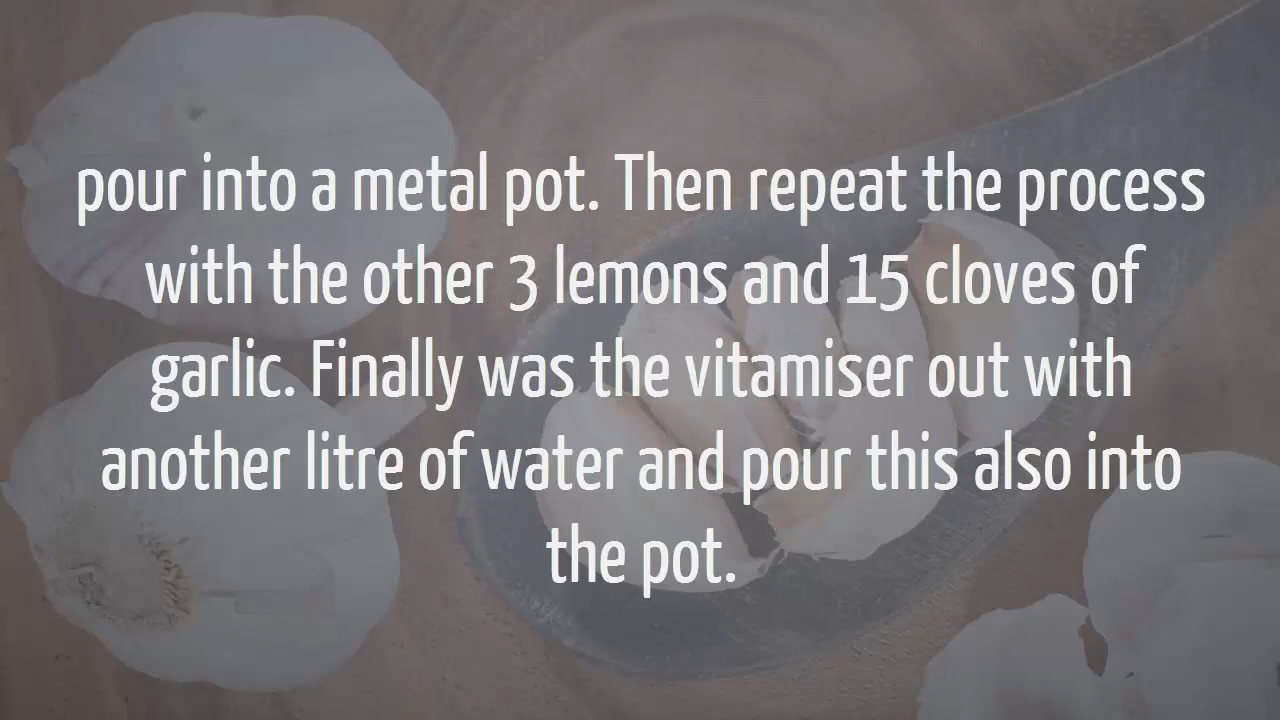 pour into a metal pot. Then repeat the process
with the other 3 lemons and 15 cloves of
garlic. Finally was the vitamiser out with
another litre of water and pour this also into
the pot.